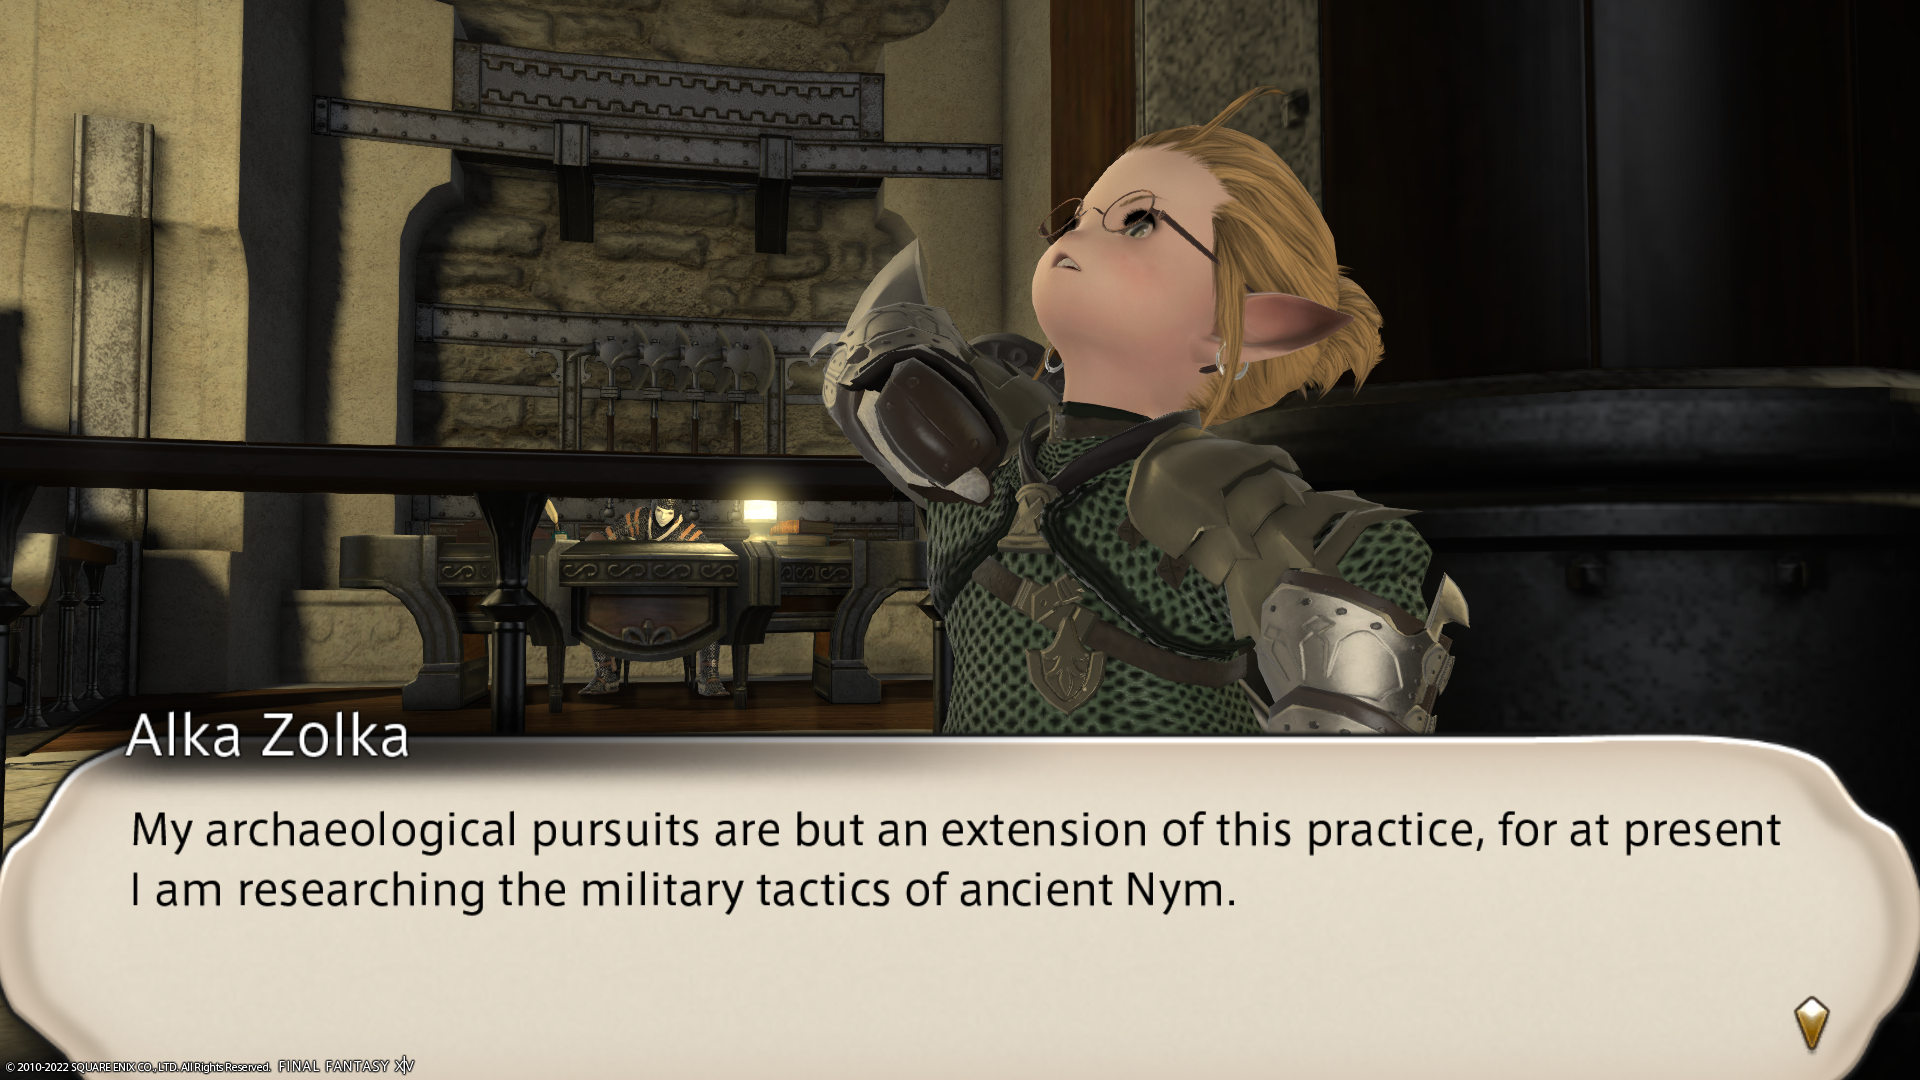 Alka Zolka
My archaeological pursuits are but an extension of this practice, for at present
I am researching the military tactics of ancient Nym.
© 2010-2022 SQUARE ENIX CO., LTD. All Rights Reserved. FINAL FANTASY XIV